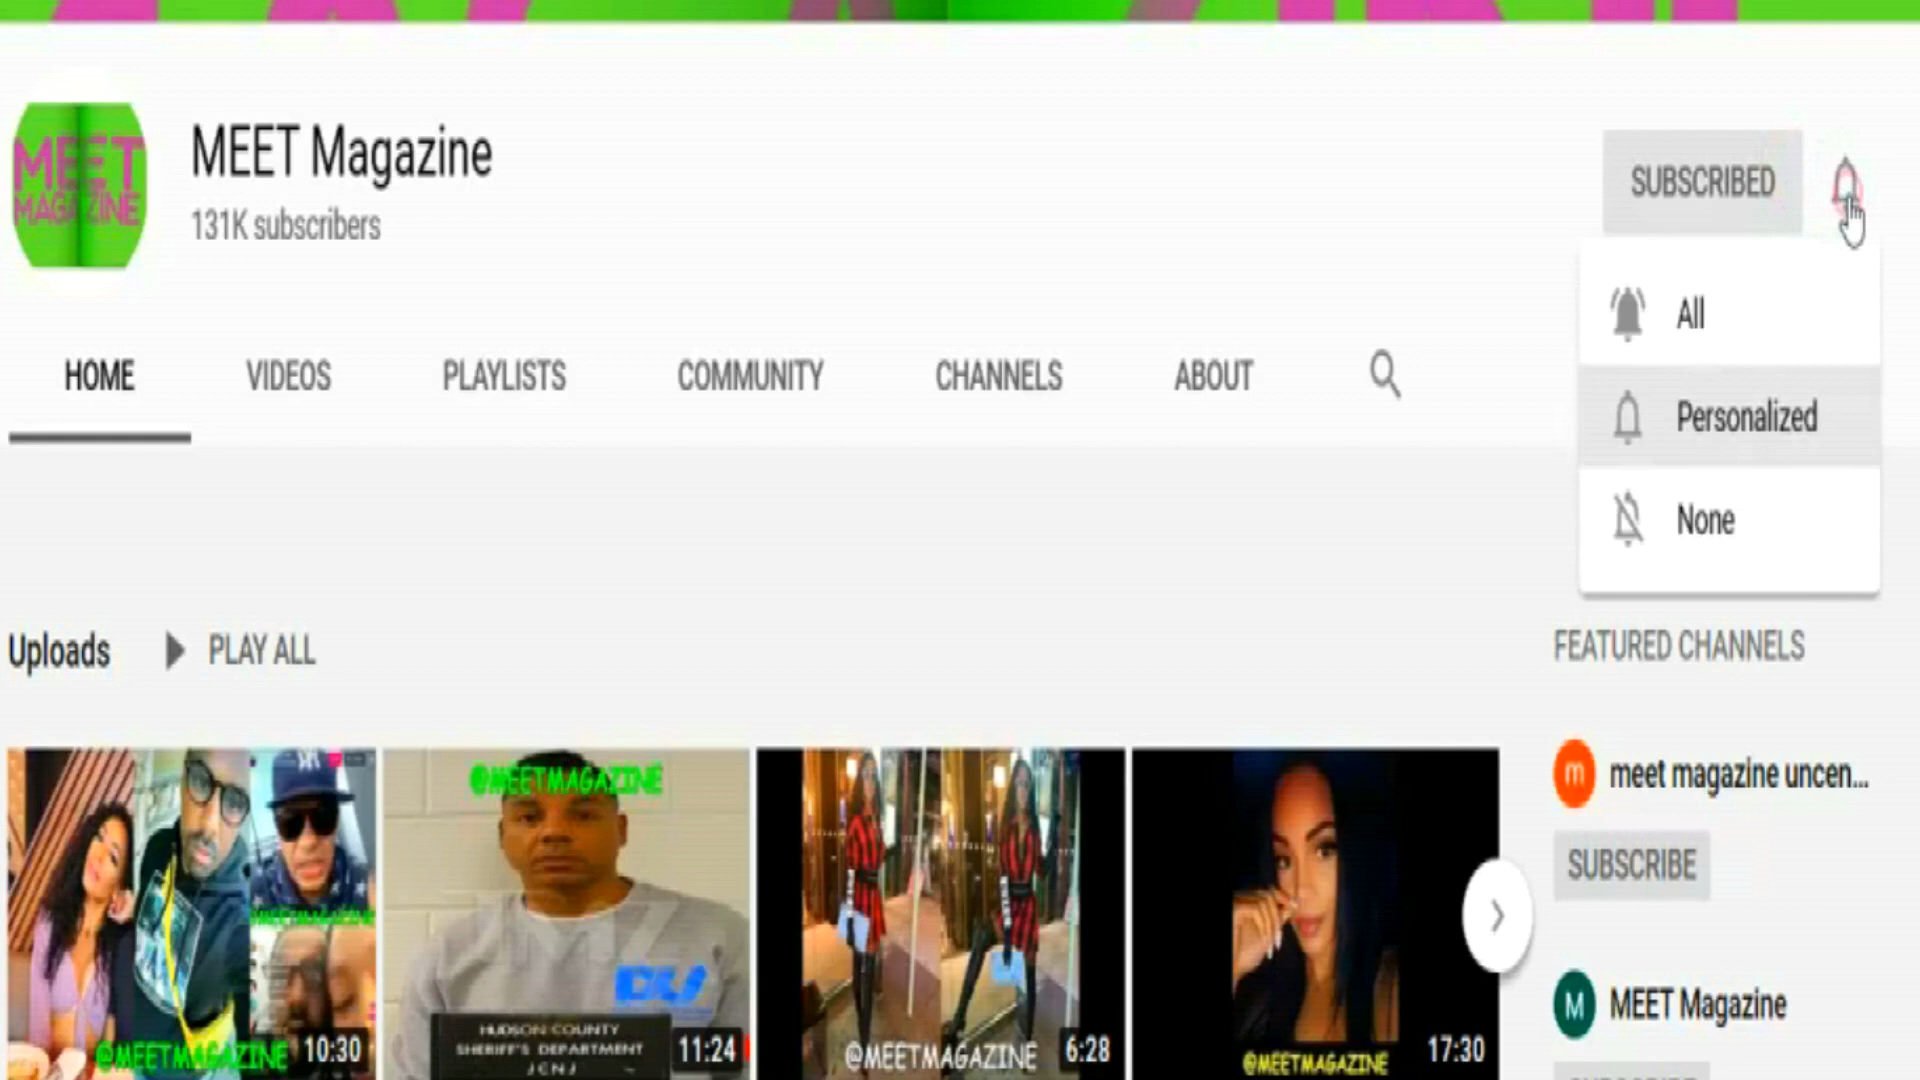 MEET
MAGAZINE
MEET Magazine
131K subscribers
SUBSCRIBED
All
Personalized
None
HOME
VIDEOS
PLAYLISTS
COMMUNITY
CHANNELS
ABOUT
Uploads
PLAY ALL
@MEETMAGAZINE
10:30
@MEETMAGAZINE
HUDSON COUNTY
SHERIFF'S DEPARTMENT
JCNJ
11:24
@MEETMAGAZINE
6:28
@MEETMAGAZINE
17:30
FEATURED CHANNELS
m
meet magazine uncen...
SUBSCRIBE
M
MEET Magazine